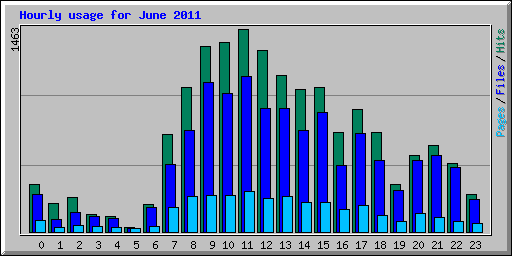 Hourly usage for June 2011
1463
Pages / Files / Hits
0 1 2 3 4 5 6 7 8 9 10 11 12 13 14 15 16 17 18 19 20 21 22 23